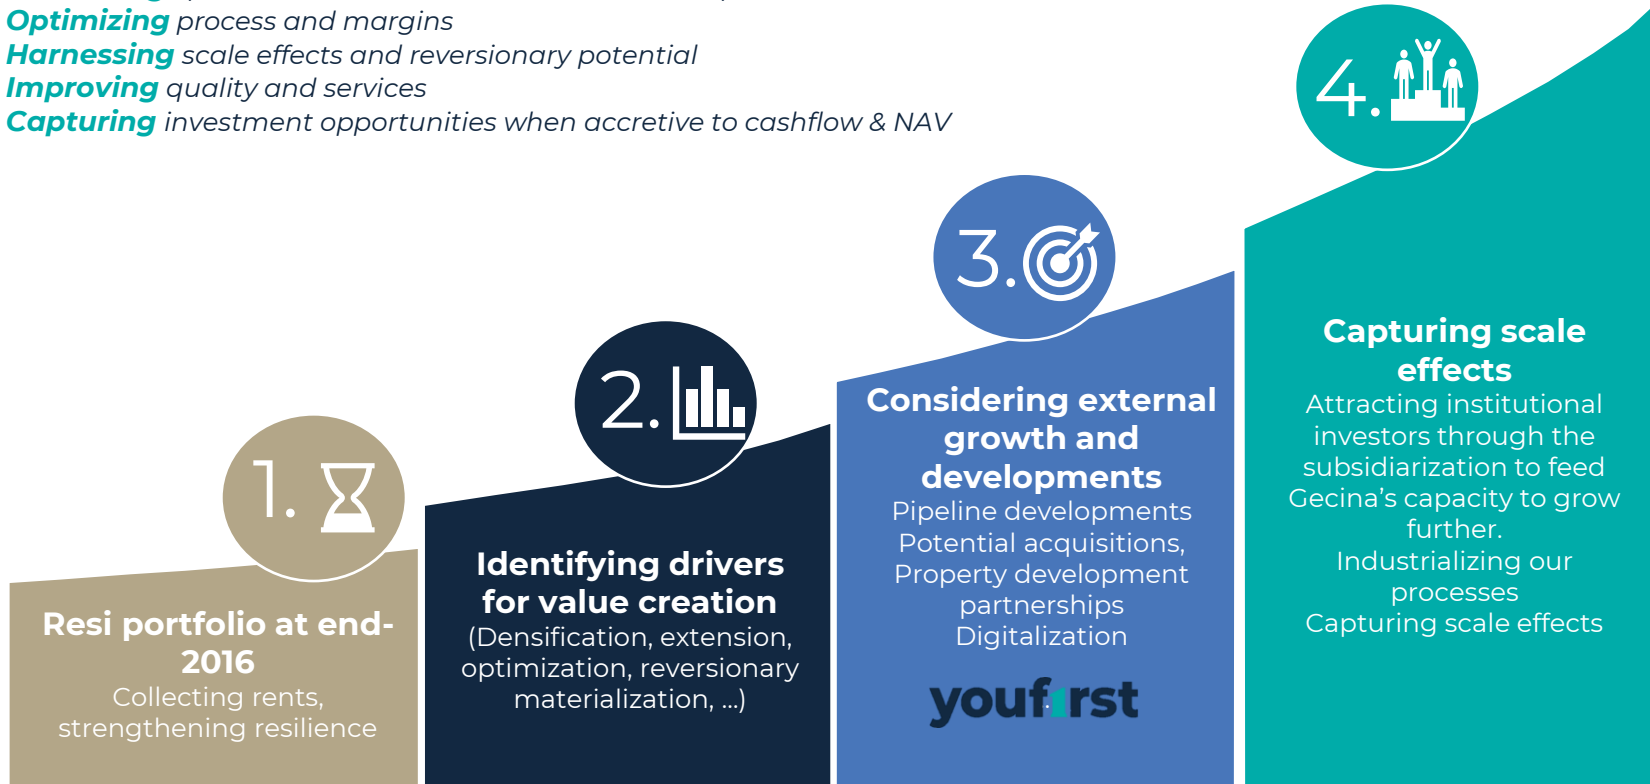 Optimizing process and margins
Harnessing scale effects and reversionary potential
Improving quality and services
Capturing investment opportunities when accretive to cashflow & NAV
1.
Resi portfolio at end-
2016
Collecting rents,
strengthening resilience
2.
Identifying drivers
for value creation
(Densification, extension,
optimization, reversionary
materialization, ...)
3.
Considering external
growth and
developments
Pipeline developments
Potential acquisitions,
Property development
partnerships
Digitalization
youf1rst
4.
Capturing scale
effects
Attracting institutional
investors through the
subsidiarization to feed
Gecina’s capacity to grow
further.
Industrializing our
processes
Capturing scale effects